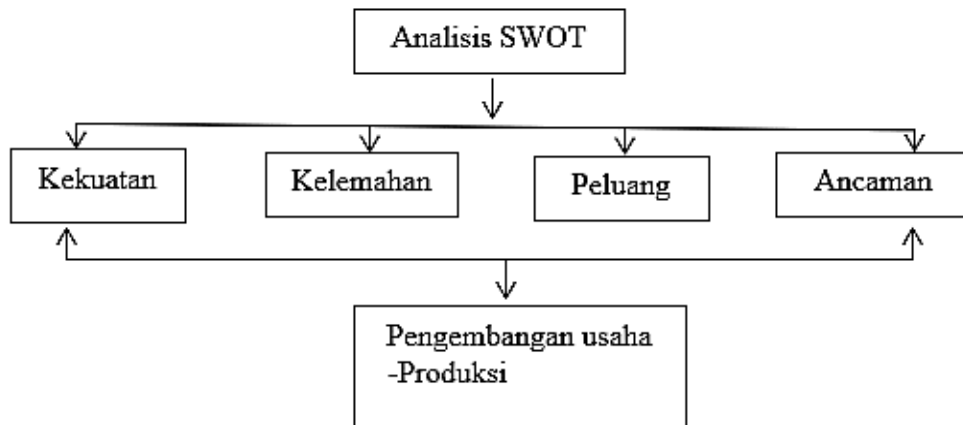 Analisis SWOT
Kekuatan
Kelemahan
Peluang
Ancaman
Pengembangan usaha
-Produksi